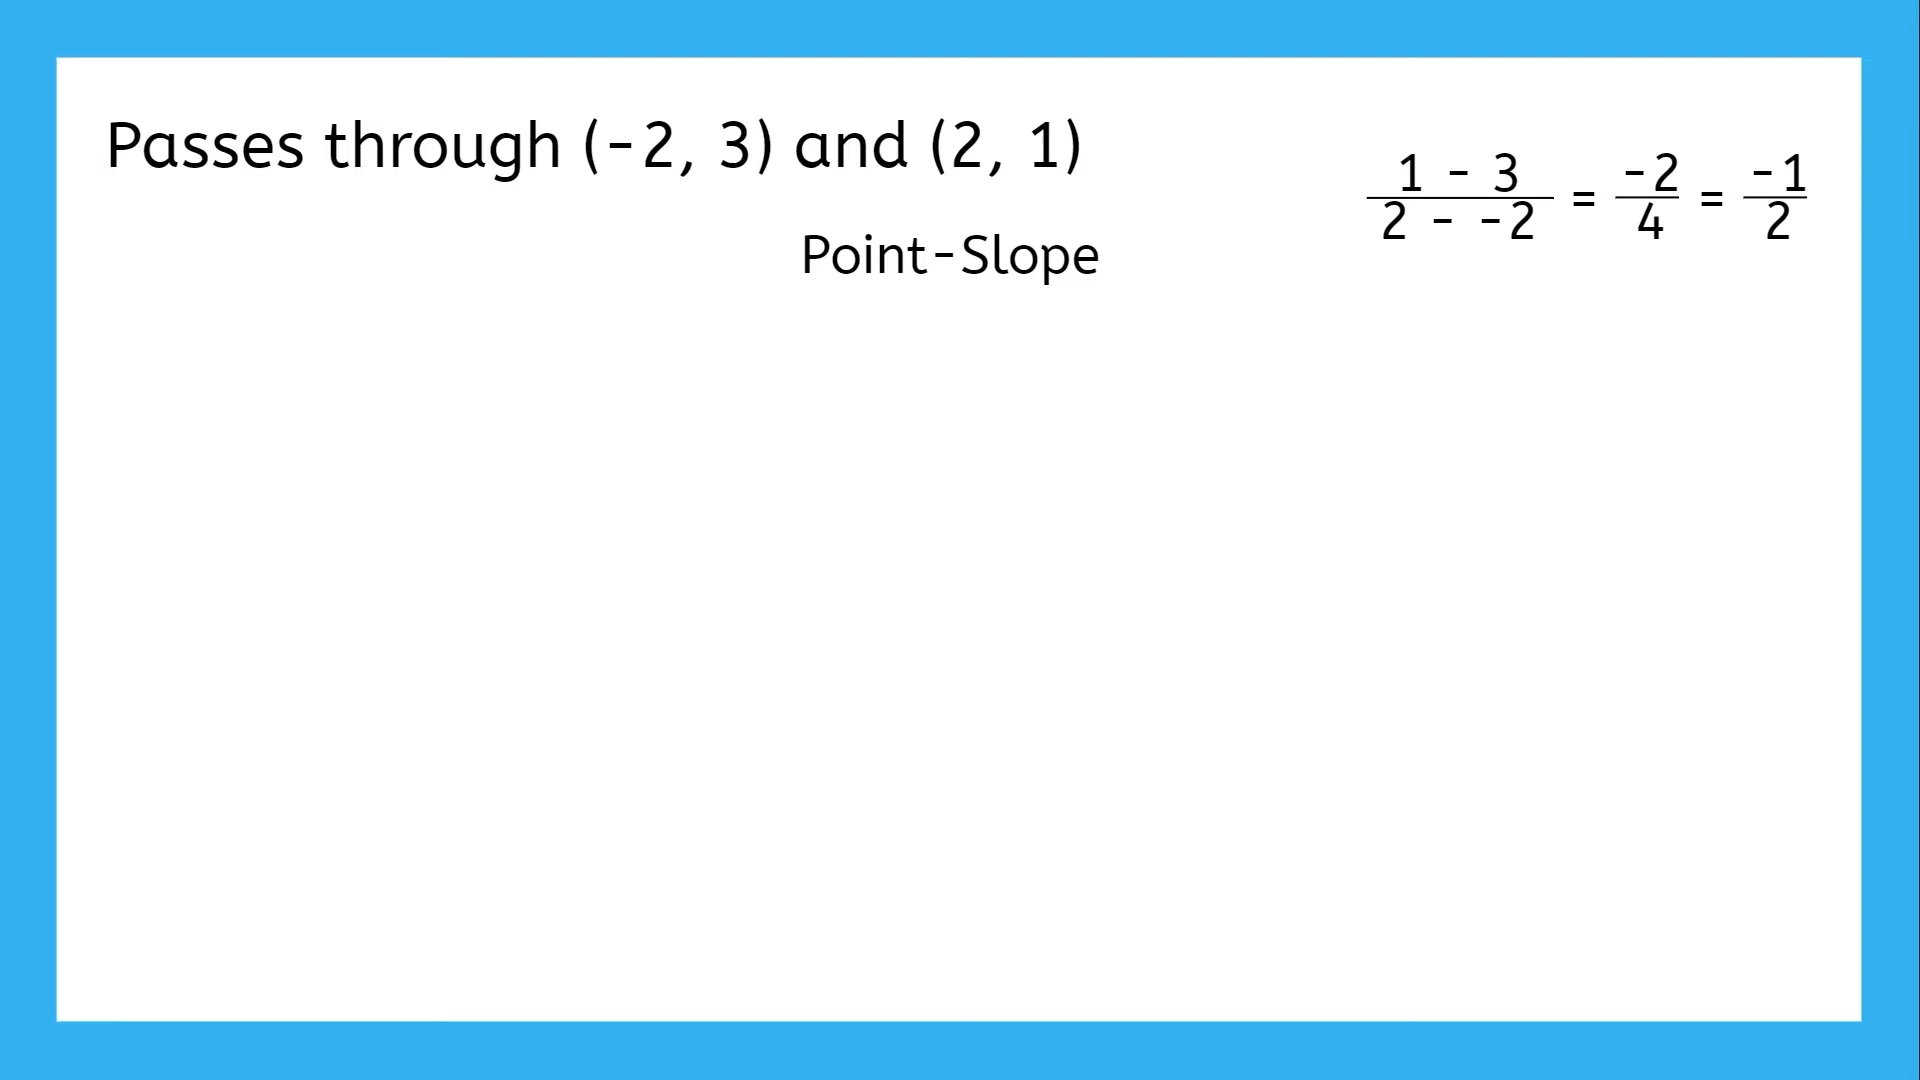 Passes through (-2, 3) and (2, 1)
1 - 3
2 - -2
= -2
4
= -1
2
Point-Slope